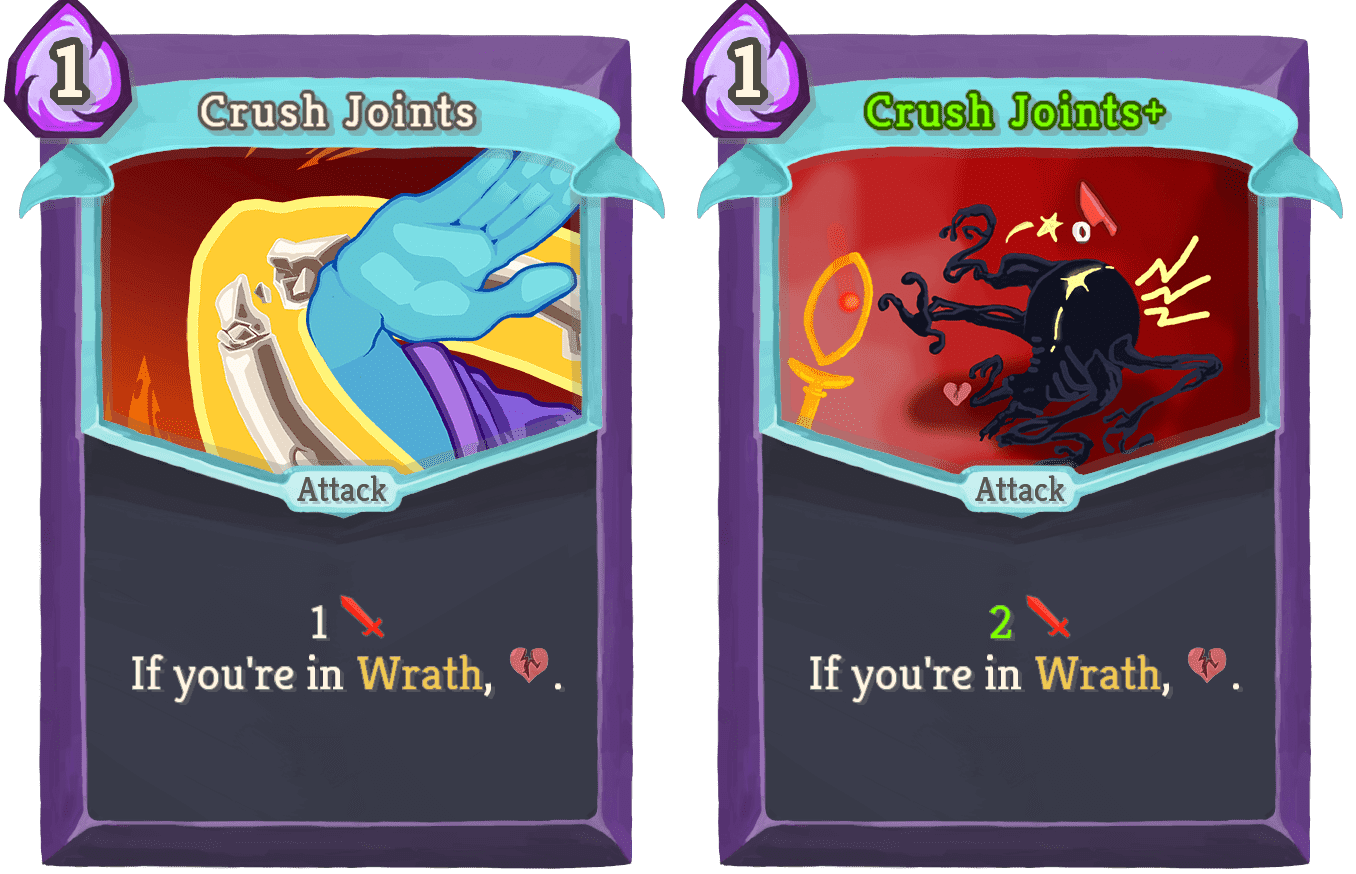 1
Crush Joints
Attack
1
If you're in Wrath, .
1
Crush Joints+
Attack
2
If you're in Wrath, .